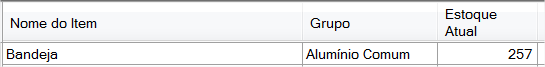 Nome do Item Grupo Estoque Atual
Bandeja Alumínio Comum 257